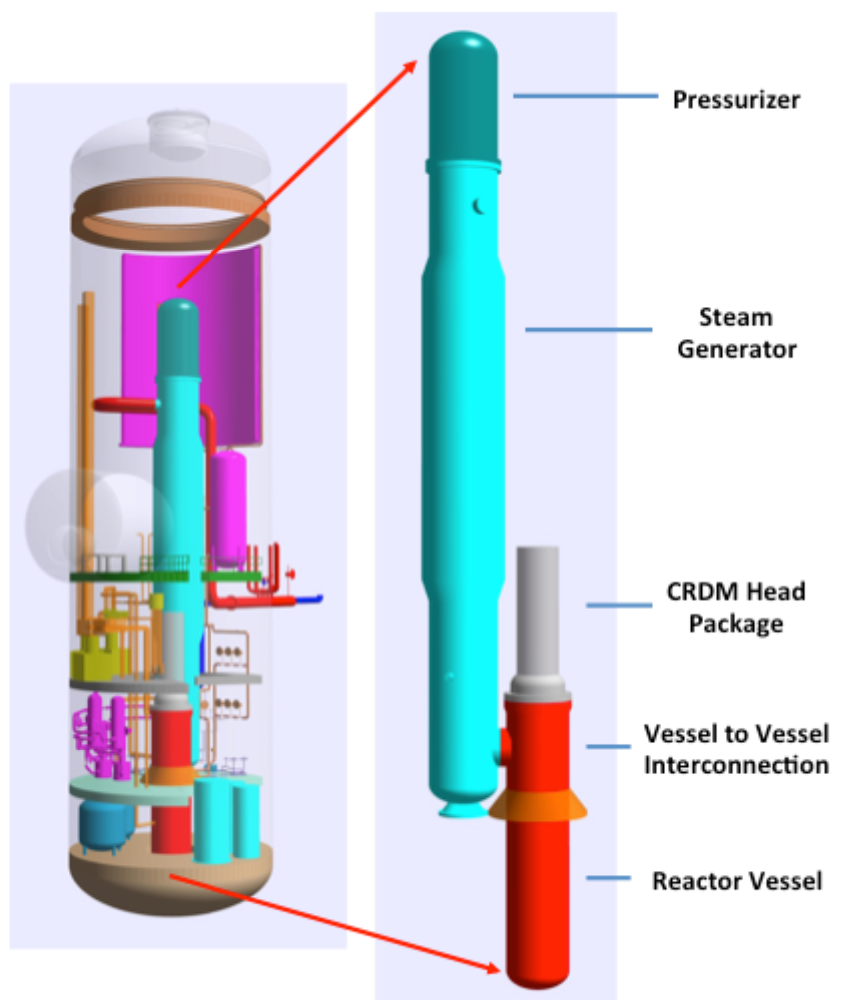 Pressurizer
Steam
Generator
CRDM Head
Package
Vessel to Vessel
Interconnection
Reactor Vessel